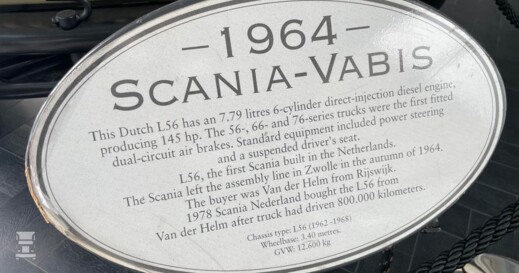 –1964–
SCANIA-VABIS
This Dutch L56 has an 7.79 litres 6-cylinder direct-injection diesel engine,
producing 145 hp. The 56-, 66- and 76-series trucks were the first fitted
dual-circuit air brakes. Standard equipment included power steering
and a suspended driver's seat.
L56, the first Scania built in the Netherlands.
The Scania left the assembly line in Zwolle in the autumn of 1964.
The buyer was Van der Helm from Rijswijk.
1978 Scania Nederland bought the L56 from
Van der Helm after truck had driven 800.000 kilometers.
Chassis type: L56 (1962 -1968)
Wheelbase: 3.40 metres.
GVW: 12.600 kg